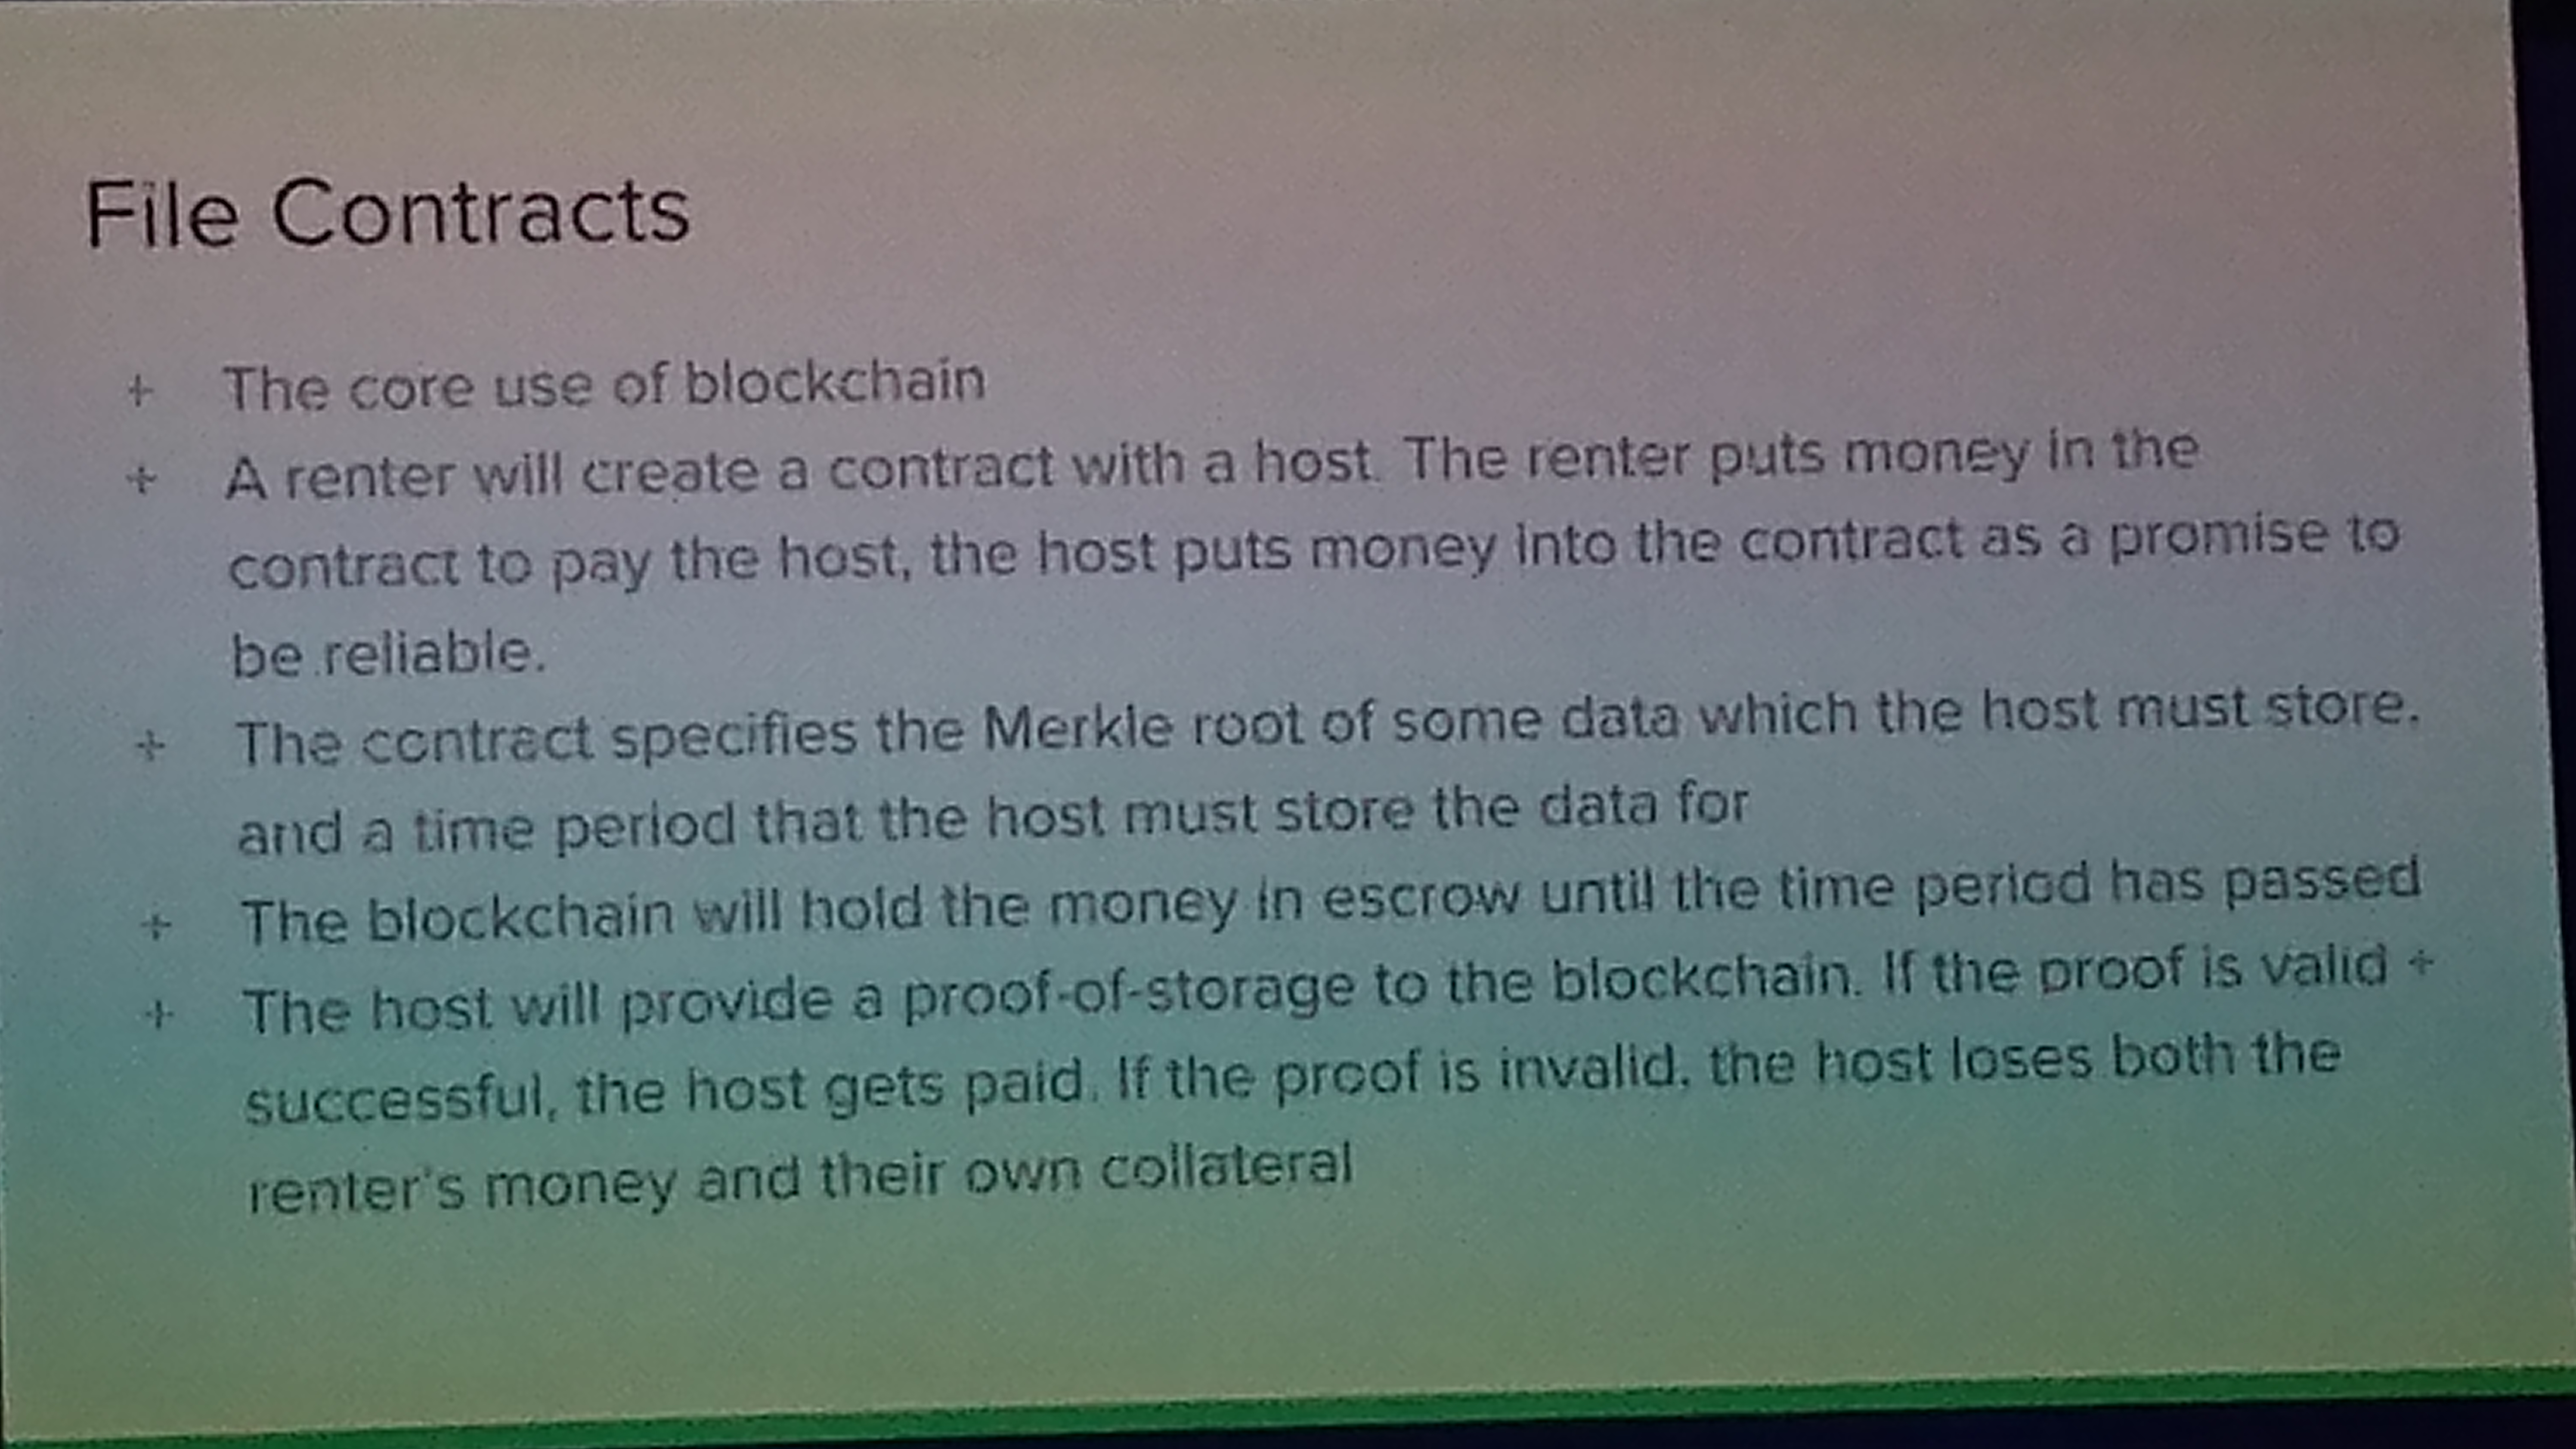 File Contracts
+ The core use of blockchain
+ A renter will create a contract with a host. The renter puts money in the
contract to pay the host, the host puts money into the contract as a promise to
be reliable.
+ The contract specifies the Merkle root of some data which the host must store.
and a time period that the host must store the data for
+ The blockchain will hold the money in escrow until the time period has passed
+ The host will provide a proof-of-storage to the blockchain. If the proof is valid +
successful, the host gets paid. If the proof is invalid, the host loses both the
renter's money and their own collateral